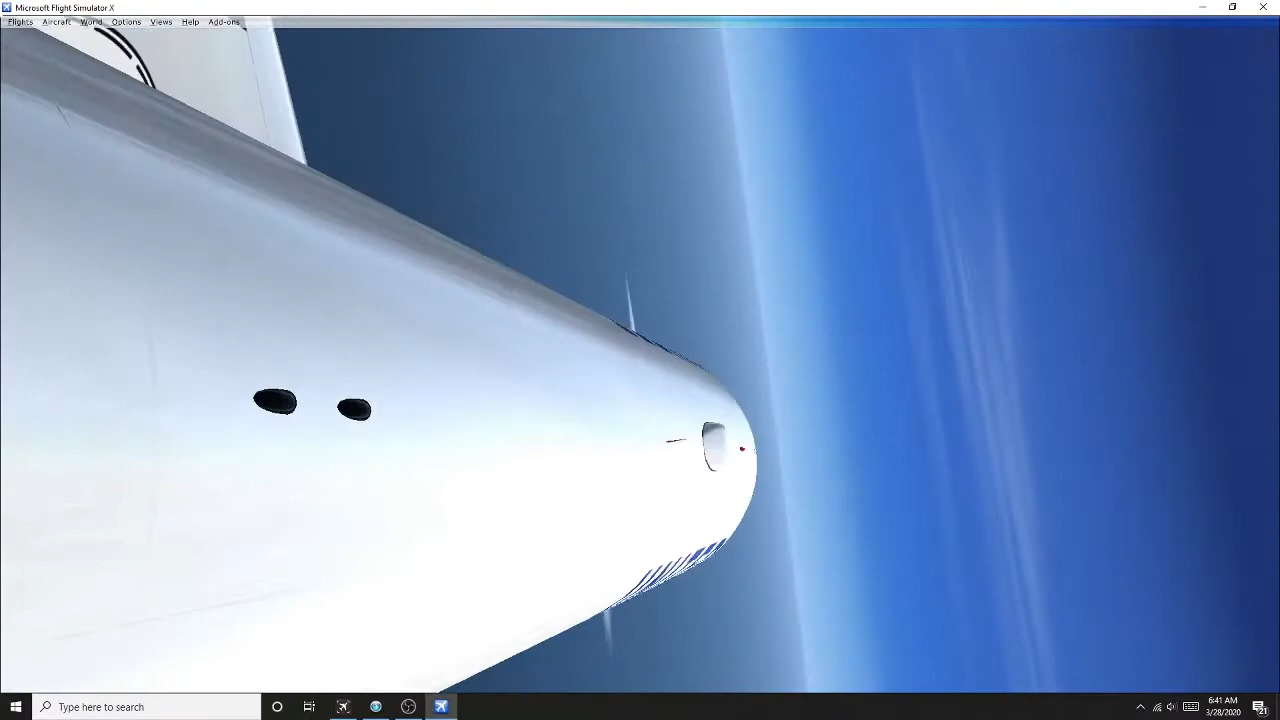 Microsoft Flight Simulator X
Flights Aircraft World Options Views Help Add-ons
Type here to search
6:41 AM
3/28/2020
21